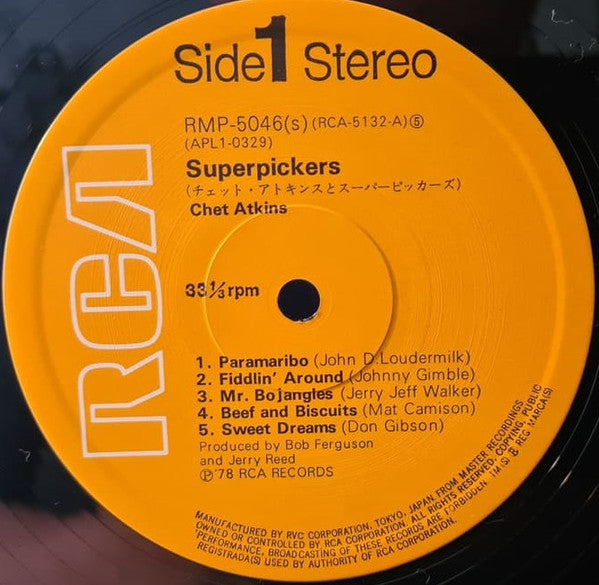 Side 1 Stereo
RMP-5046(s) (RCA-5132-A)⑤
(APL1-0329)
Superpickers
(チェット・アトキンスとスーパーピッカーズ)
Chet Atkins
RCA
33⅓rpm
1. Paramaribo (John D.Loudermilk)
2. Fiddlin' Around (Johnny Gimble)
3. Mr. Bojangles (Jerry Jeff Walker)
4. Beef and Biscuits (Mat Camison)
5. Sweet Dreams (Don Gibson)
Produced by Bob Ferguson
and Jerry Reed
Ⓟ'78 RCA RECORDS
MANUFACTURED BY RVC CORPORATION, TOKYO, JAPAN, FROM MASTER RECORDINGS
OWNED OR CONTROLLED BY RCA CORPORATION. ALL RIGHTS RESERVED. COPYING, PUBLIC
PERFORMANCE, BROADCASTING OF THESE RECORDS ARE FORBIDDEN. TM(S) ® REG MARCA(S)
REGISTRADA(S) USED BY AUTHORITY OF RCA CORPORATION.